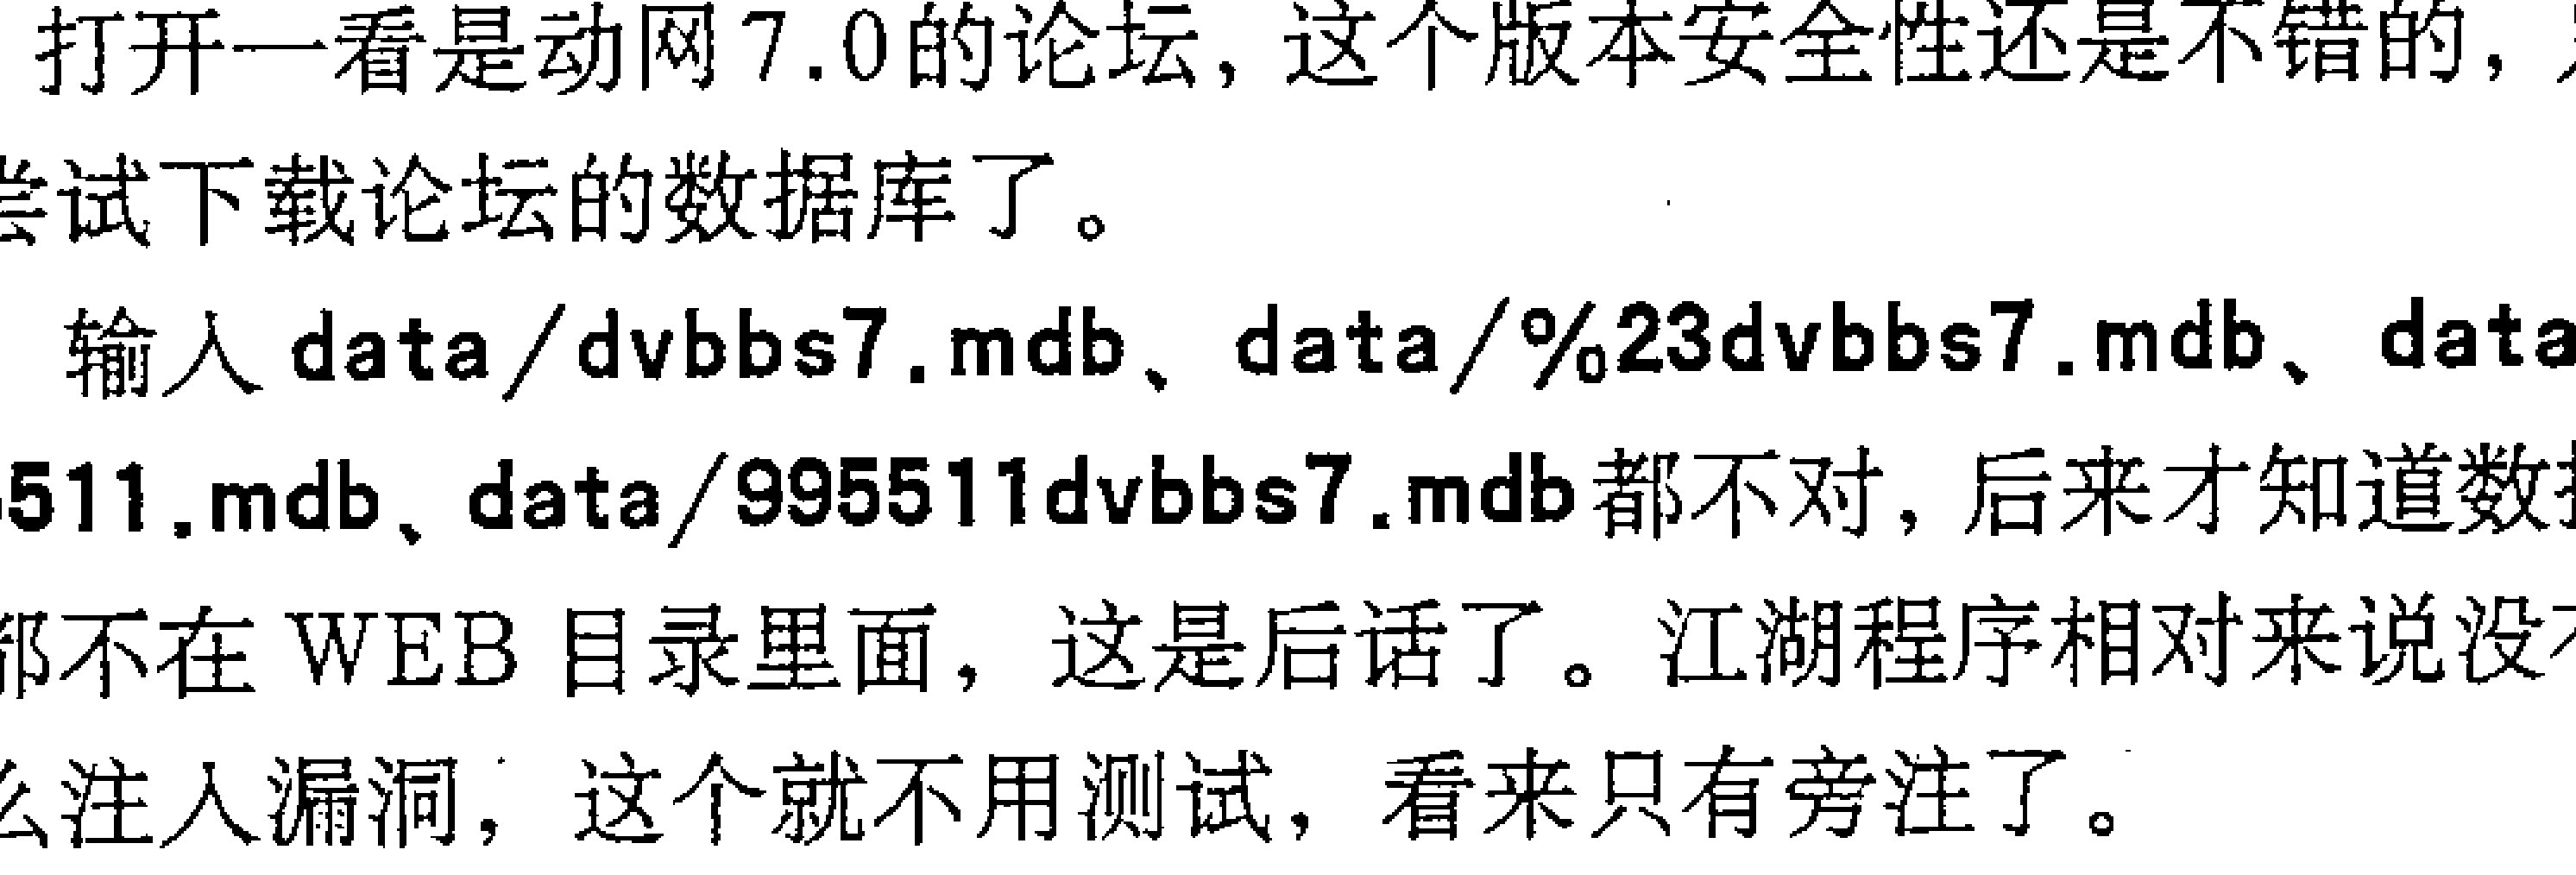 打开一看是动网7.0的论坛，这个版本安全性还是不错的，
尝试下载论坛的数据库了。
输入data/dvbbs7.mdb、data/%23dvbbs7.mdb、data
511.mdb、data/995511dvbbs7.mdb都不对，后来才知道数据
都不在 WEB 目录里面，这是后话了。江湖程序相对来说没
么注入漏洞，这个就不用测试，看来只有旁注了。